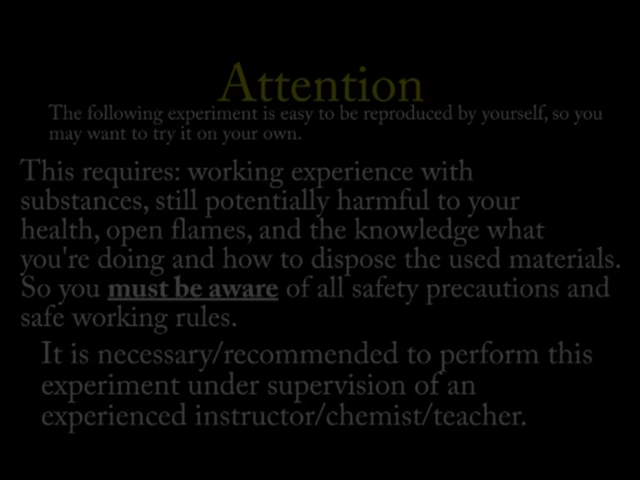 Attention
The following experiment is easy to be reproduced by yourself, so you
may want to try it on your own.
This requires: working experience with
substances, still potentially harmful to your
health, open flames, and the knowledge what
you're doing and how to dispose the used materials.
So you must be aware of all safety precautions and
safe working rules.
It is necessary/recommended to perform this
experiment under supervision of an
experienced instructor/chemist/teacher.